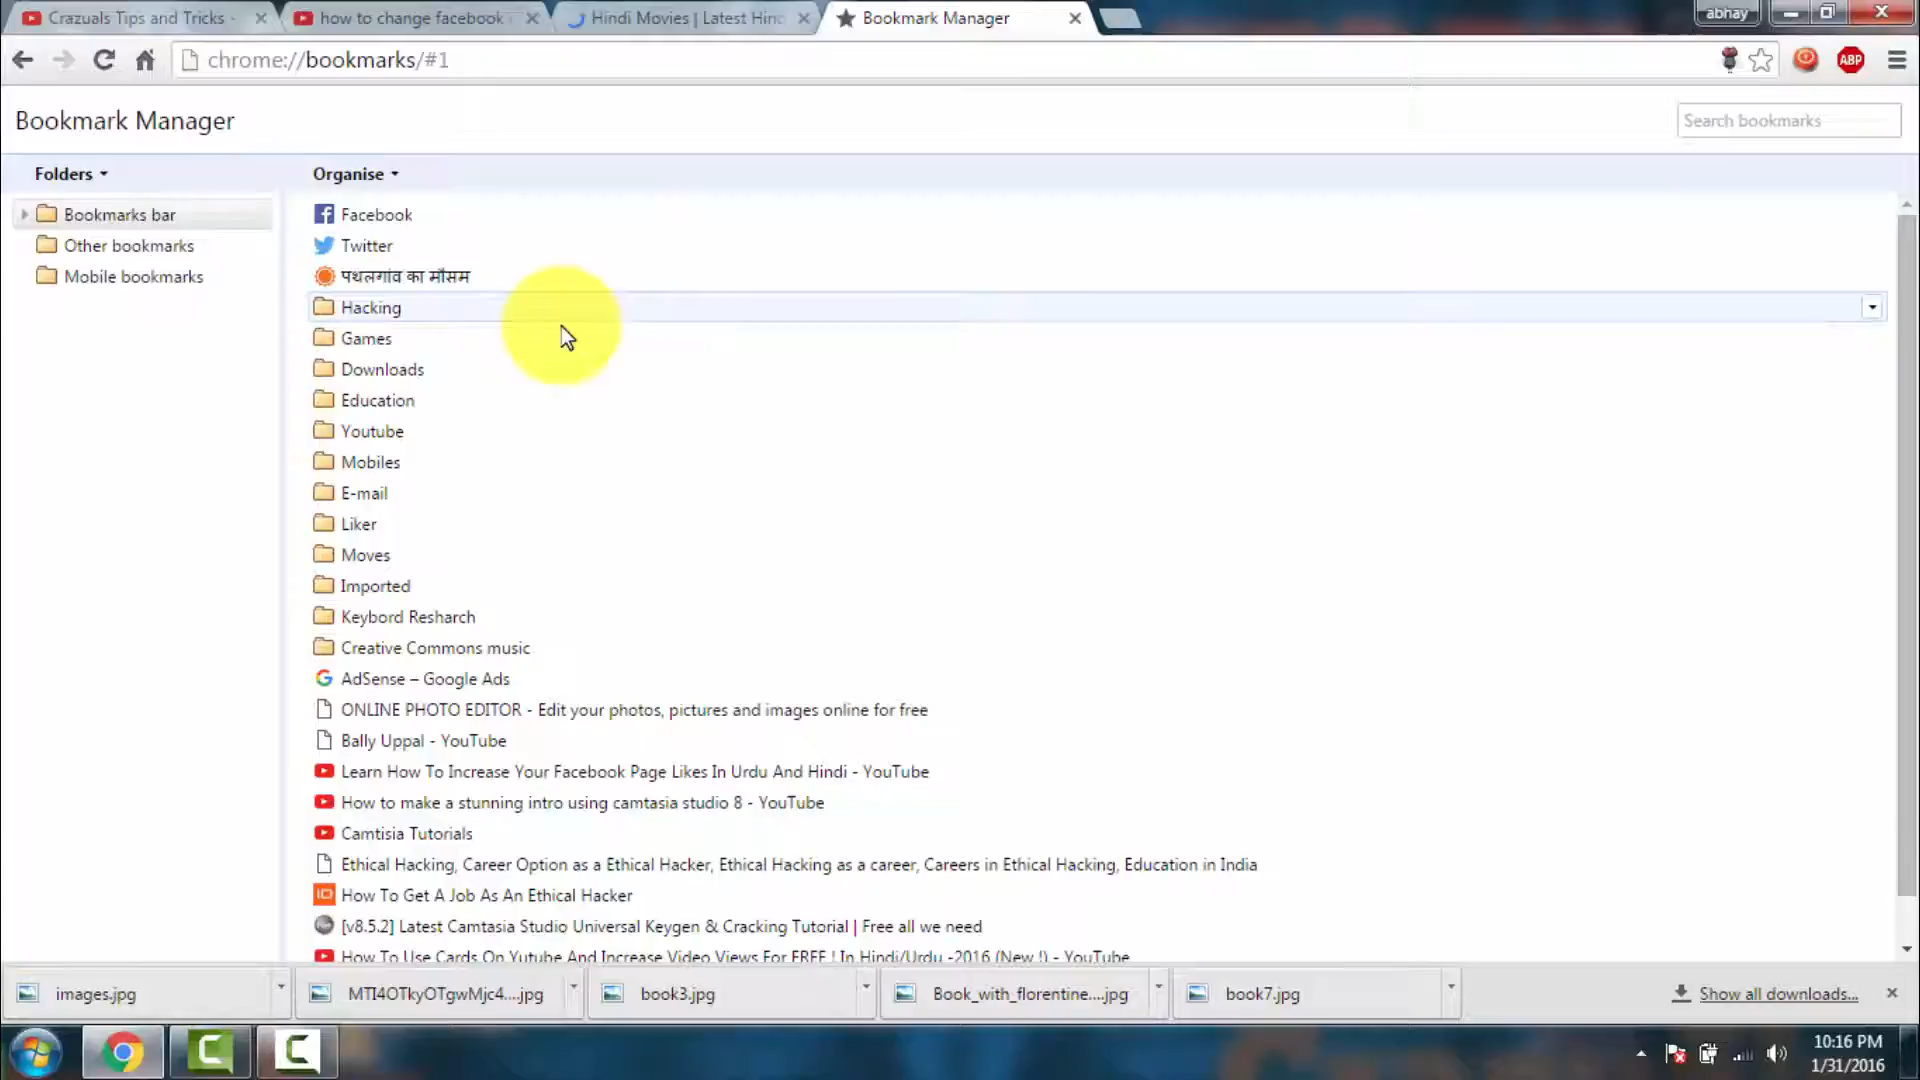 Crazuals Tips and Tricks -
how to change facebook
Hindi Movies | Latest Hind
Bookmark Manager
abhay
chrome://bookmarks/#1
ABP
Bookmark Manager
Search bookmarks
Folders
Organise
Bookmarks bar
Other bookmarks
Mobile bookmarks
Facebook
Twitter
पथलगांव का मौसम
Hacking
Games
Downloads
Education
Youtube
Mobiles
E-mail
Liker
Moves
Imported
Keybord Resharch
Creative Commons music
AdSense – Google Ads
ONLINE PHOTO EDITOR - Edit your photos, pictures and images online for free
Bally Uppal - YouTube
Learn How To Increase Your Facebook Page Likes In Urdu And Hindi - YouTube
How to make a stunning intro using camtasia studio 8 - YouTube
Camtisia Tutorials
Ethical Hacking, Career Option as a Ethical Hacker, Ethical Hacking as a career, Careers in Ethical Hacking, Education in India
How To Get A Job As An Ethical Hacker
[v8.5.2] Latest Camtasia Studio Universal Keygen & Cracking Tutorial | Free all we need
How To Use Cards On Yutube And Increase Video Views For FREE ! In Hindi/Urdu -2016 (New !) - YouTube
images.jpg
MTI4OTkyOTgwMjc4....jpg
book3.jpg
Book_with_florentine....jpg
book7.jpg
Show all downloads...
10:16 PM
1/31/2016